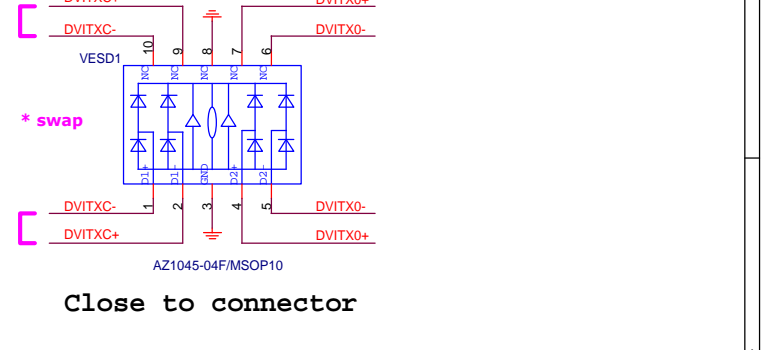 DVITX0+
DVITXC- DVITX0-
10 9 8 7 6
VESD1
NC NC NC NC NC
* swap
D1+ D1- GND D2+ D2-
DVITXC- DVITX0-
1 2 3 4 5
DVITXC+ DVITX0+
AZ1045-04F/MSOP10
Close to connector